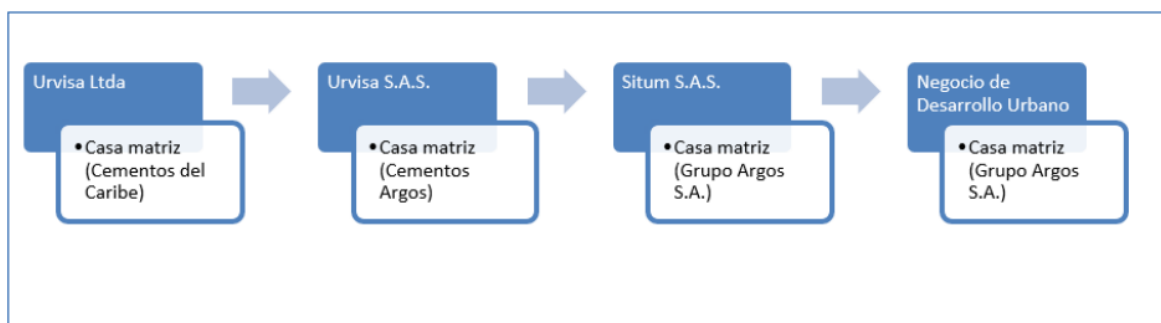 Urvisa Ltda
•Casa matriz
(Cementos del
Caribe)
Urvisa S.A.S.
•Casa matriz
(Cementos
Argos)
Situm S.A.S.
•Casa matriz
(Grupo Argos
S.A.)
Negocio de
Desarrollo Urbano
•Casa matriz
(Grupo Argos
S.A.)